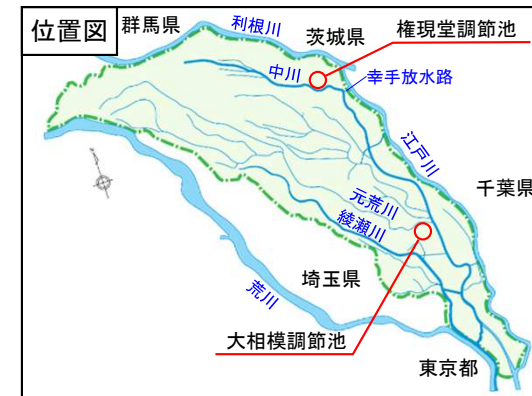 位置図
群馬県
利根川
茨城県
権現堂調節池
中川
幸手放水路
江戸川
千葉県
元荒川
綾瀬川
埼玉県
荒川
大相模調節池
東京都